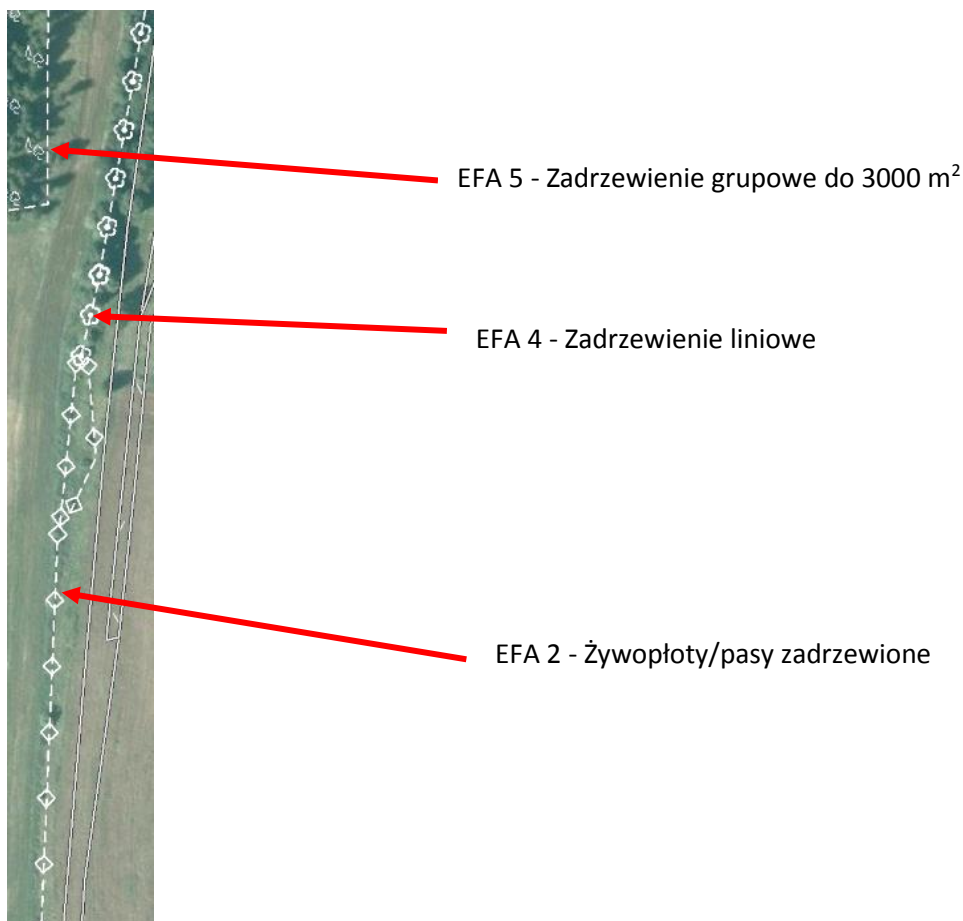 EFA 5 - Zadrzewienie grupowe do 3000 m²
EFA 4 - Zadrzewienie liniowe
EFA 2 - Żywopłoty/pasy zadrzewione